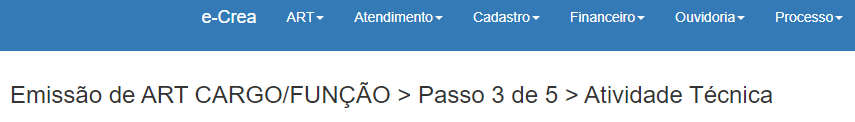 e-Crea ART Atendimento Cadastro Financeiro Ouvidoria Processo
Emissão de ART CARGO/FUNÇÃO > Passo 3 de 5 > Atividade Técnica